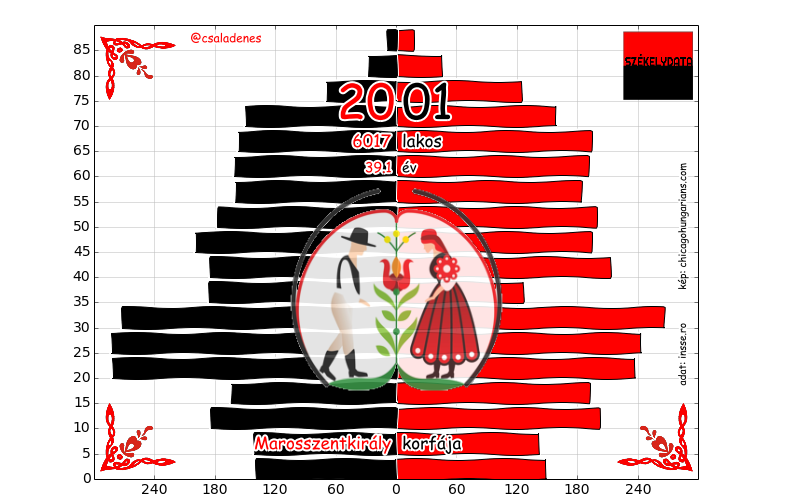 @csaladenes
SZÉKELYDATA
2001
6017 lakos
39.1 év
kép: chicagohungarians.com
adat: insse.ro
Marosszentkirály korfája
85
80
75
70
65
60
55
50
45
40
35
30
25
20
15
10
5
0
240 180 120 60 0 60 120 180 240